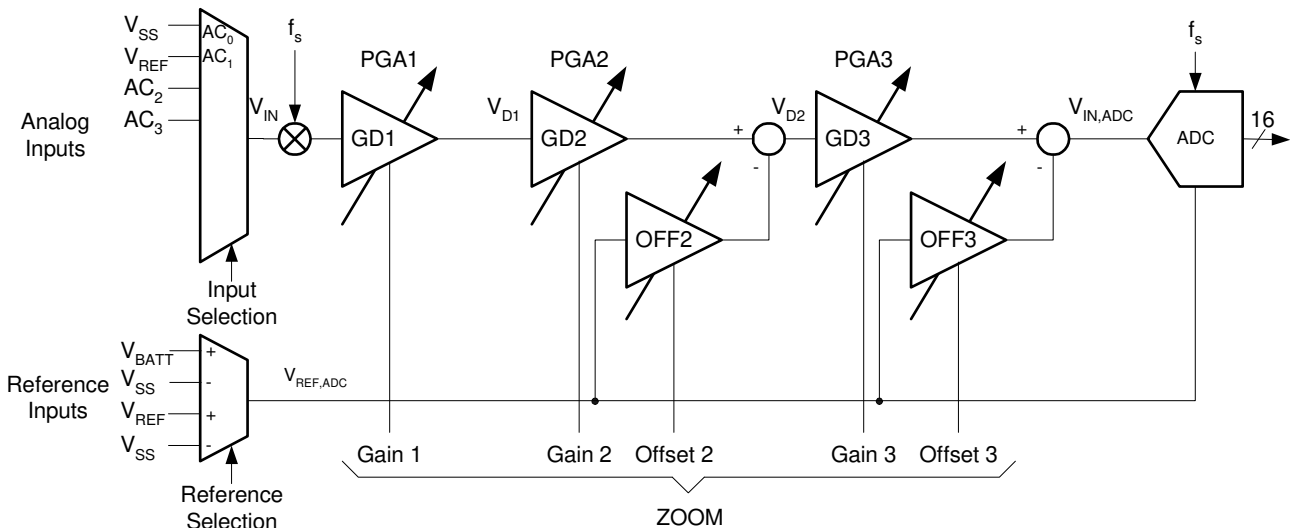 V_SS
V_REF
AC_2
AC_3
AC_0
AC_1
Analog
Inputs
V_IN
f_s
Input
Selection
PGA1
GD1
V_D1
PGA2
GD2
+
-
V_D2
OFF2
PGA3
GD3
+
-
OFF3
V_IN,ADC
f_s
ADC
16
Reference
Inputs
V_BATT
V_SS
V_REF
V_SS
+
-
+
-
V_REF,ADC
Reference
Selection
Gain 1
Gain 2
Offset 2
Gain 3
Offset 3
ZOOM